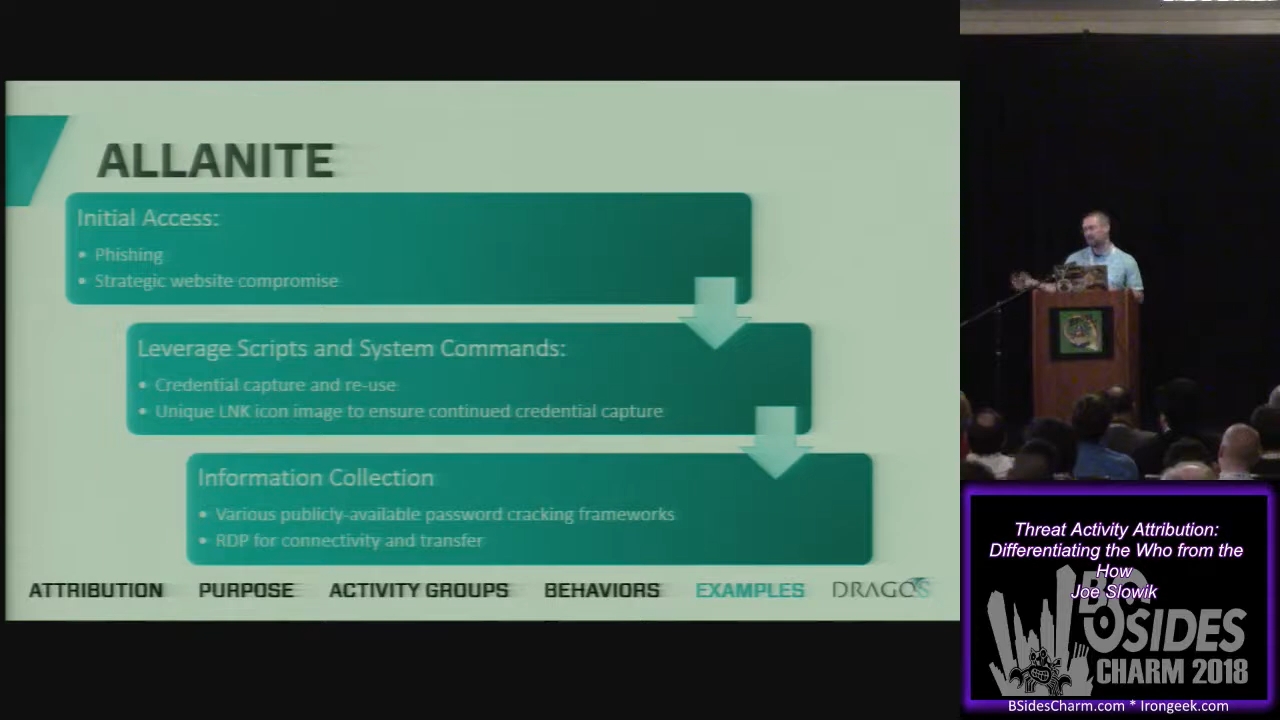 ALLANITE
Initial Access:
• Phishing
• Strategic website compromise
Leverage Scripts and System Commands:
• Credential capture and re-use
• Unique LNK icon image to ensure continued credential capture
Information Collection
• Various publicly-available password cracking frameworks
• RDP for connectivity and transfer
ATTRIBUTION PURPOSE ACTIVITY GROUPS BEHAVIORS EXAMPLES DRAGOS
Threat Activity Attribution:
Differentiating the Who from the
How
Joe Slowik
BSIDES
CHARM 2018
BSidesCharm.com * Irongeek.com